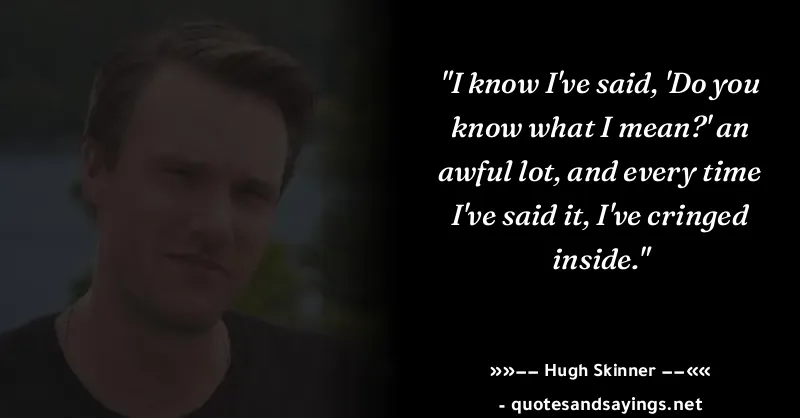 "I know I've said, 'Do you
know what I mean?' an
awful lot, and every time
I've said it, I've cringed
inside."
»»—— Hugh Skinner ——««
- quotesandsayings.net